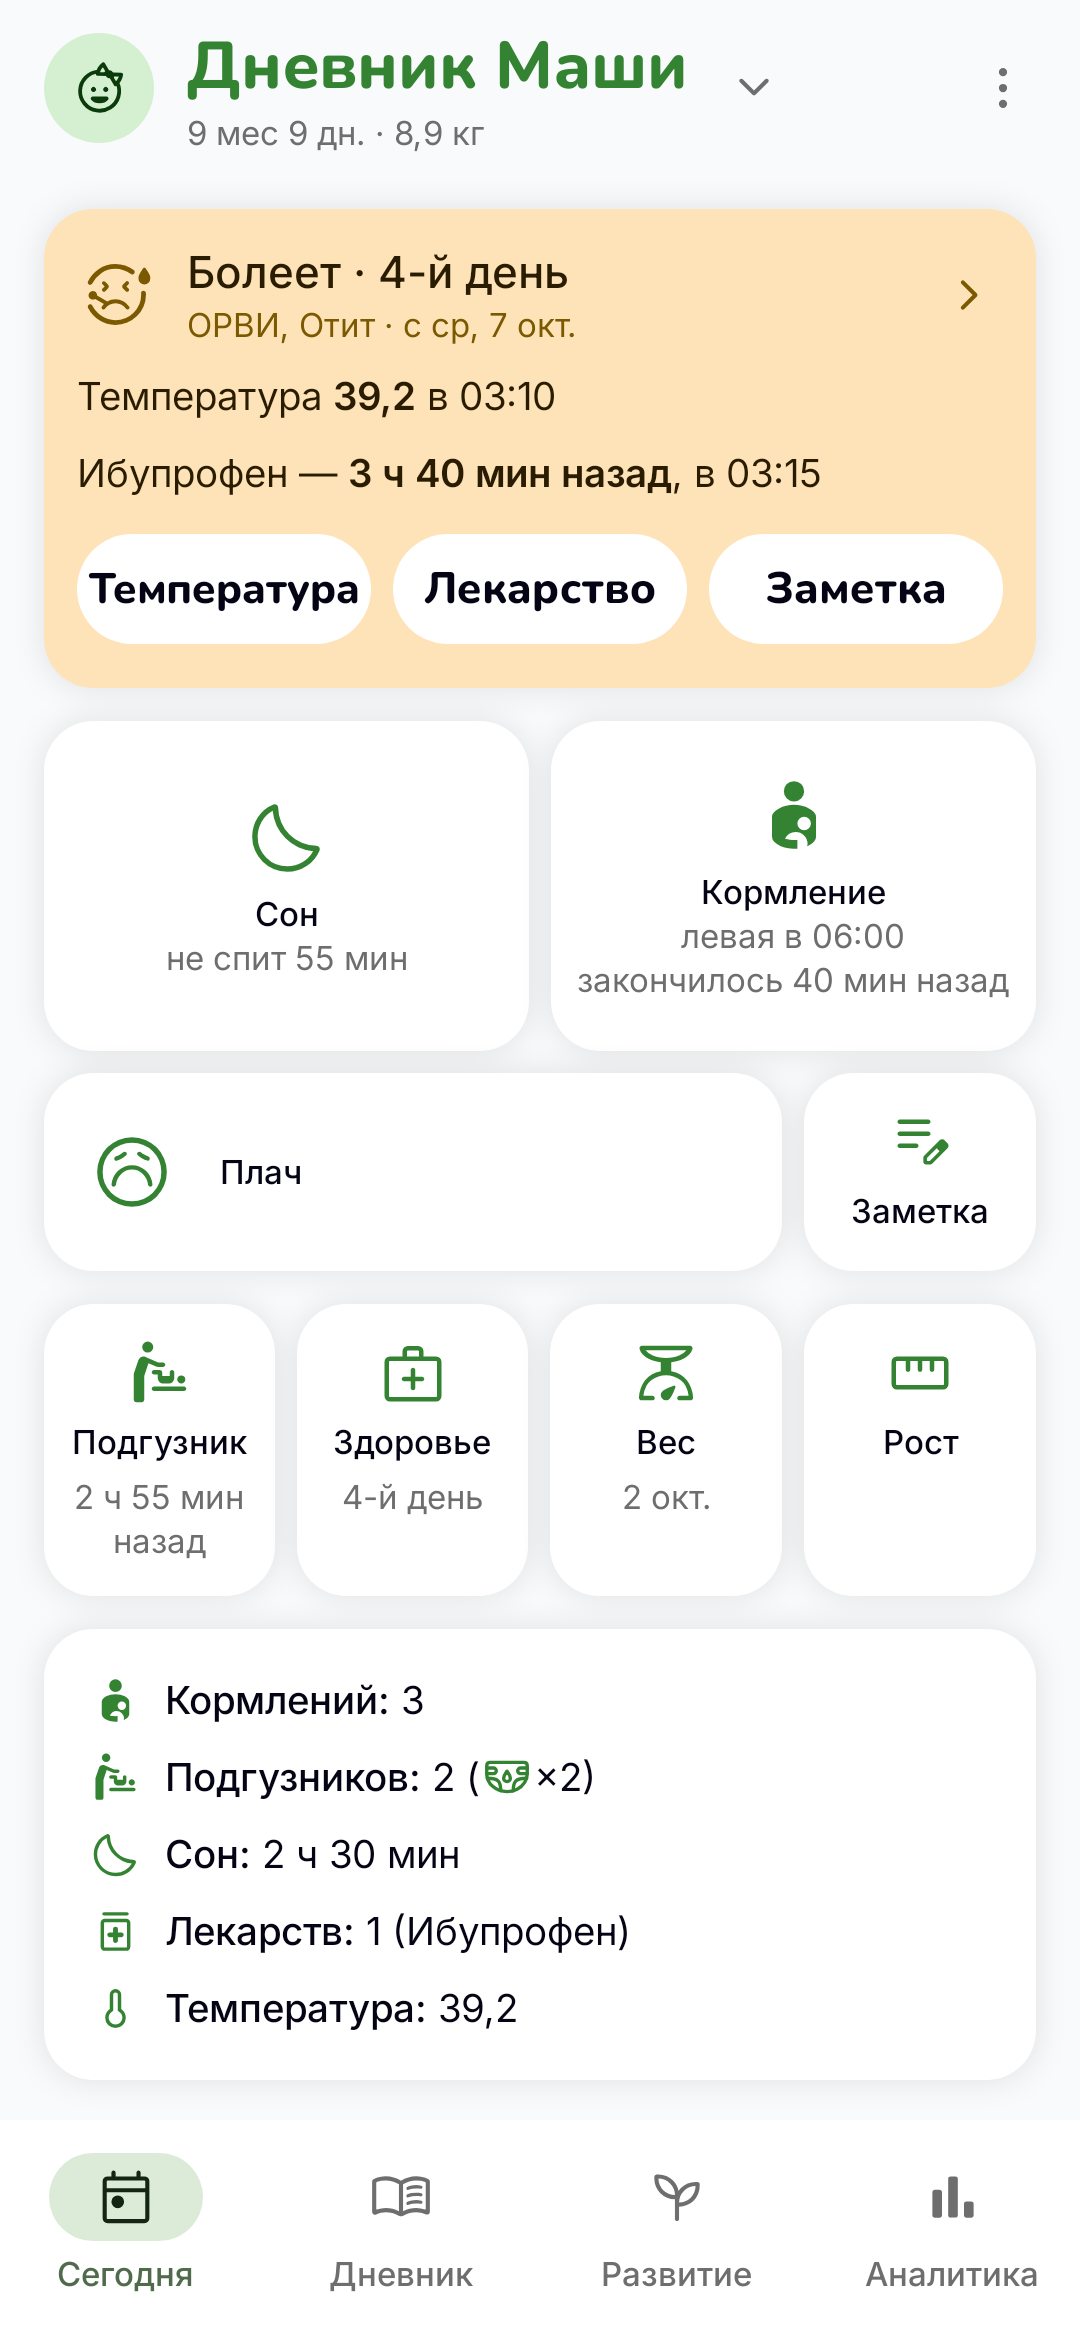 Дневник Маши
9 мес 9 дн. · 8,9 кг
Болеет · 4-й день
ОРВИ, Отит · с ср, 7 окт.
Температура 39,2 в 03:10
Ибупрофен — 3 ч 40 мин назад, в 03:15
Температура Лекарство Заметка
Сон
не спит 55 мин
Кормление
левая в 06:00
закончилось 40 мин назад
Плач
Заметка
Подгузник
2 ч 55 мин
назад
Здоровье
4-й день
Вес
2 окт.
Рост
Кормлений: 3
Подгузников: 2 (×2)
Сон: 2 ч 30 мин
Лекарств: 1 (Ибупрофен)
Температура: 39,2
Сегодня Дневник Развитие Аналитика